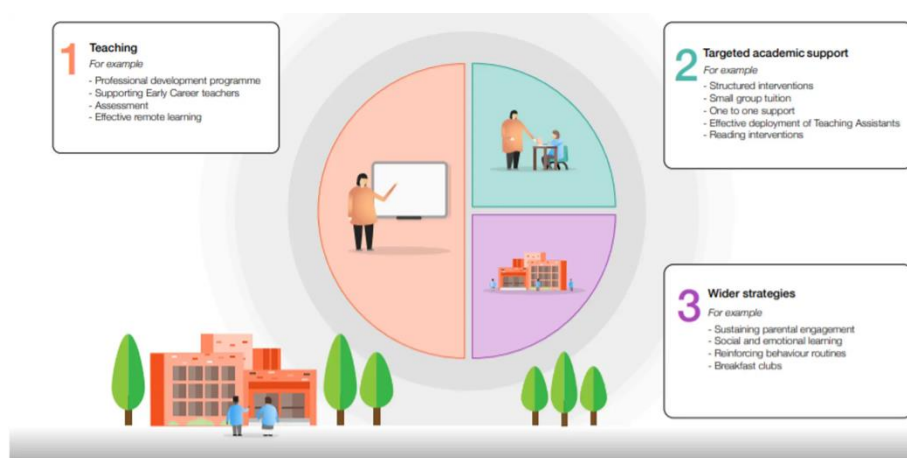 1
Teaching
For example
- Professional development programme
- Supporting Early Career teachers
- Assessment
- Effective remote learning
2
Targeted academic support
For example
- Structured interventions
- Small group tuition
- One to one support
- Effective deployment of Teaching Assistants
- Reading interventions
3
Wider strategies
For example
- Sustaining parental engagement
- Social and emotional learning
- Reinforcing behaviour routines
- Breakfast clubs